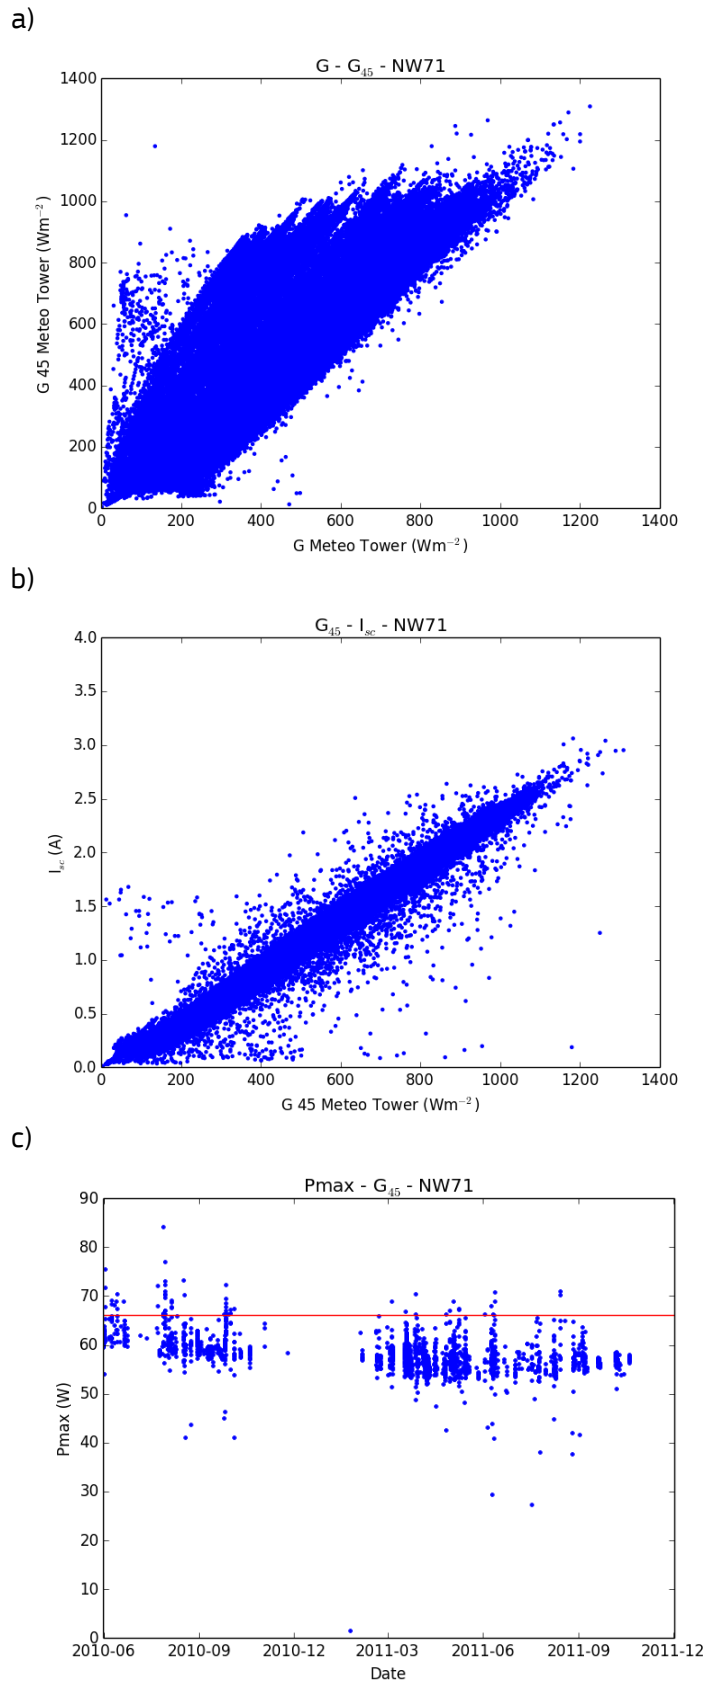 a)
G - G₄₅ - NW71
1400
1200
1000
800
600
400
200
0
G 45 Meteo Tower (Wm⁻²)
0 200 400 600 800 1000 1200 1400
G Meteo Tower (Wm⁻²)
b)
G₄₅ - Iₛ꜀ - NW71
4.0
3.5
3.0
2.5
2.0
1.5
1.0
0.5
0.0
Iₛ꜀ (A)
0 200 400 600 800 1000 1200 1400
G 45 Meteo Tower (Wm⁻²)
c)
Pmax - G₄₅ - NW71
90
80
70
60
50
40
30
20
10
0
Pmax (W)
2010-06 2010-09 2010-12 2011-03 2011-06 2011-09 2011-12
Date